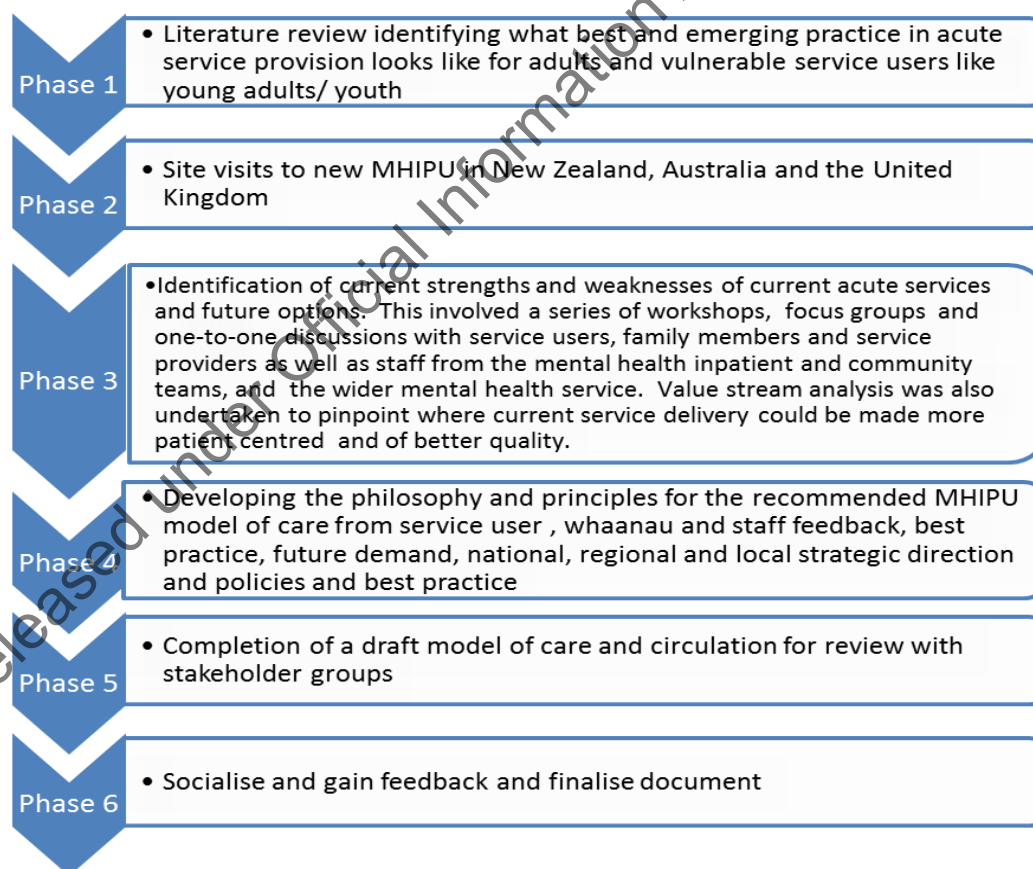 Phase 1
• Literature review identifying what best and emerging practice in acute
service provision looks like for adults and vulnerable service users like
young adults/ youth
Phase 2
• Site visits to new MHIPU in New Zealand, Australia and the United
Kingdom
Phase 3
•Identification of current strengths and weaknesses of current acute services
and future options. This involved a series of workshops, focus groups and
one-to-one discussions with service users, family members and service
providers as well as staff from the mental health inpatient and community
teams, and the wider mental health service. Value stream analysis was also
undertaken to pinpoint where current service delivery could be made more
patient centred and of better quality.
Phase 4
• Developing the philosophy and principles for the recommended MHIPU
model of care from service user , whaanau and staff feedback, best
practice, future demand, national, regional and local strategic direction
and policies and best practice
Phase 5
• Completion of a draft model of care and circulation for review with
stakeholder groups
Phase 6
• Socialise and gain feedback and finalise document
eleased under Official Information